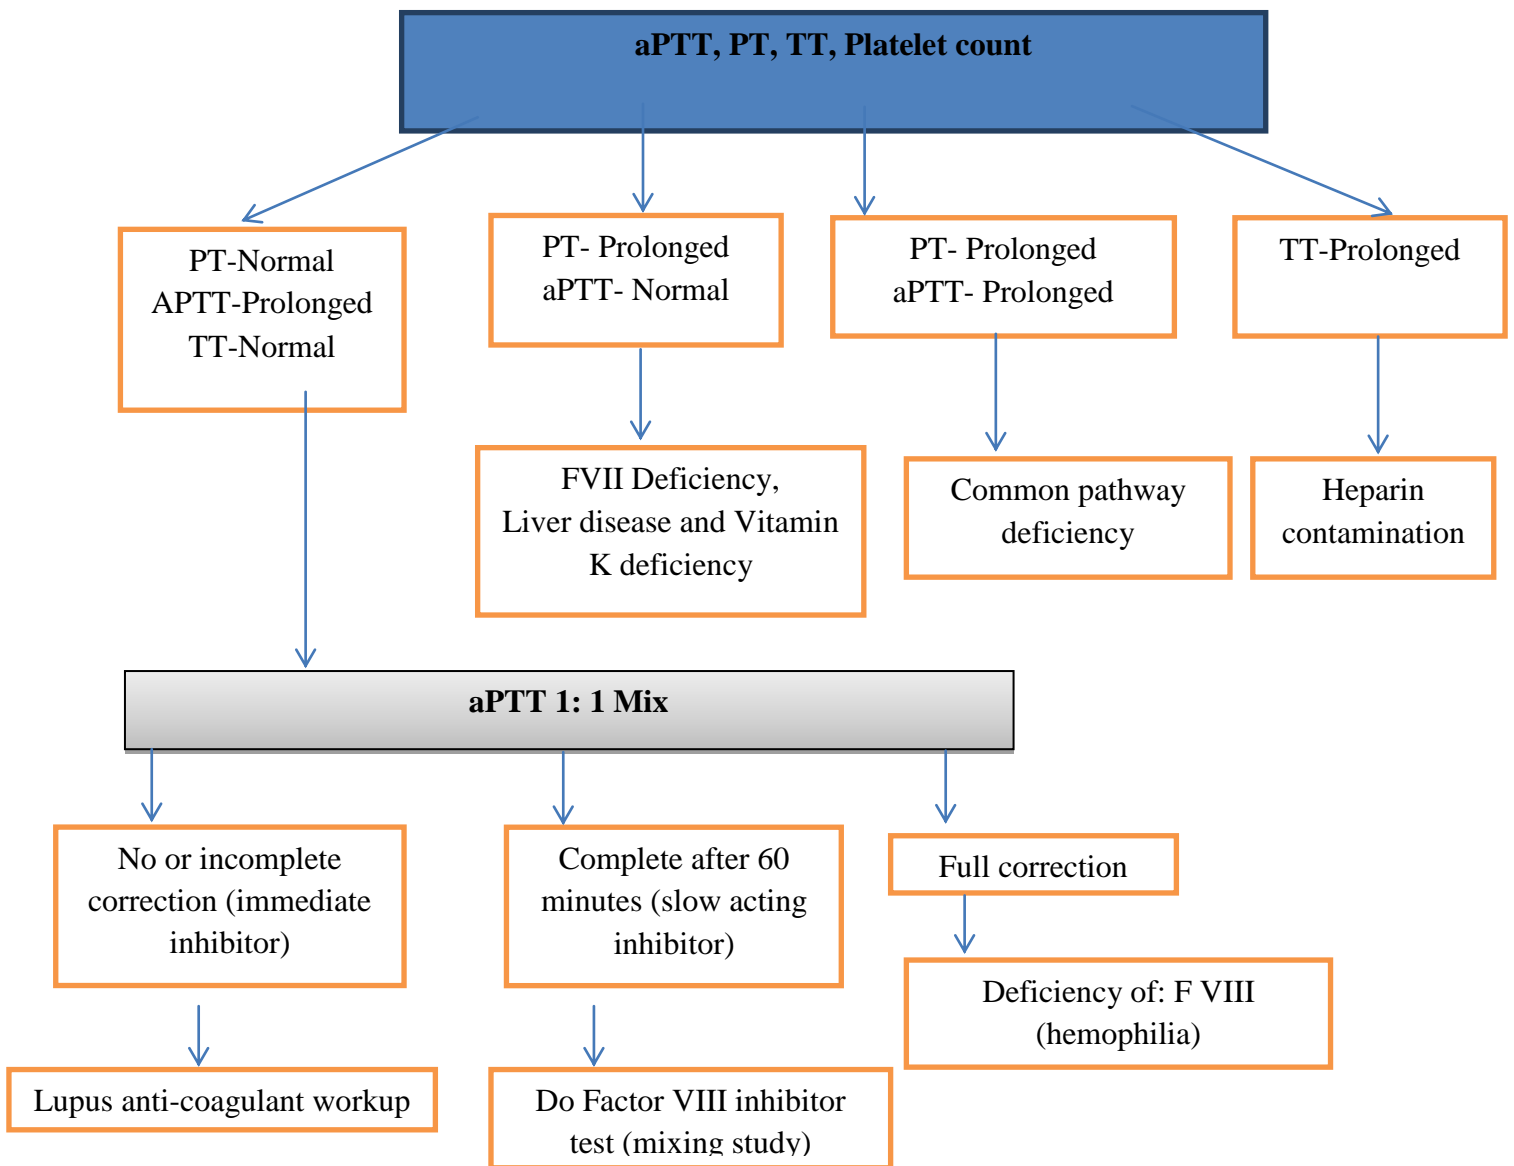 aPTT, PT, TT, Platelet count
PT-Normal
APTT-Prolonged
TT-Normal
PT- Prolonged
aPTT- Normal
PT- Prolonged
aPTT- Prolonged
TT-Prolonged
FVII Deficiency,
Liver disease and Vitamin
K deficiency
Common pathway
deficiency
Heparin
contamination
aPTT 1: 1 Mix
No or incomplete
correction (immediate
inhibitor)
Complete after 60
minutes (slow acting
inhibitor)
Full correction
Deficiency of: F VIII
(hemophilia)
Lupus anti-coagulant workup
Do Factor VIII inhibitor
test (mixing study)